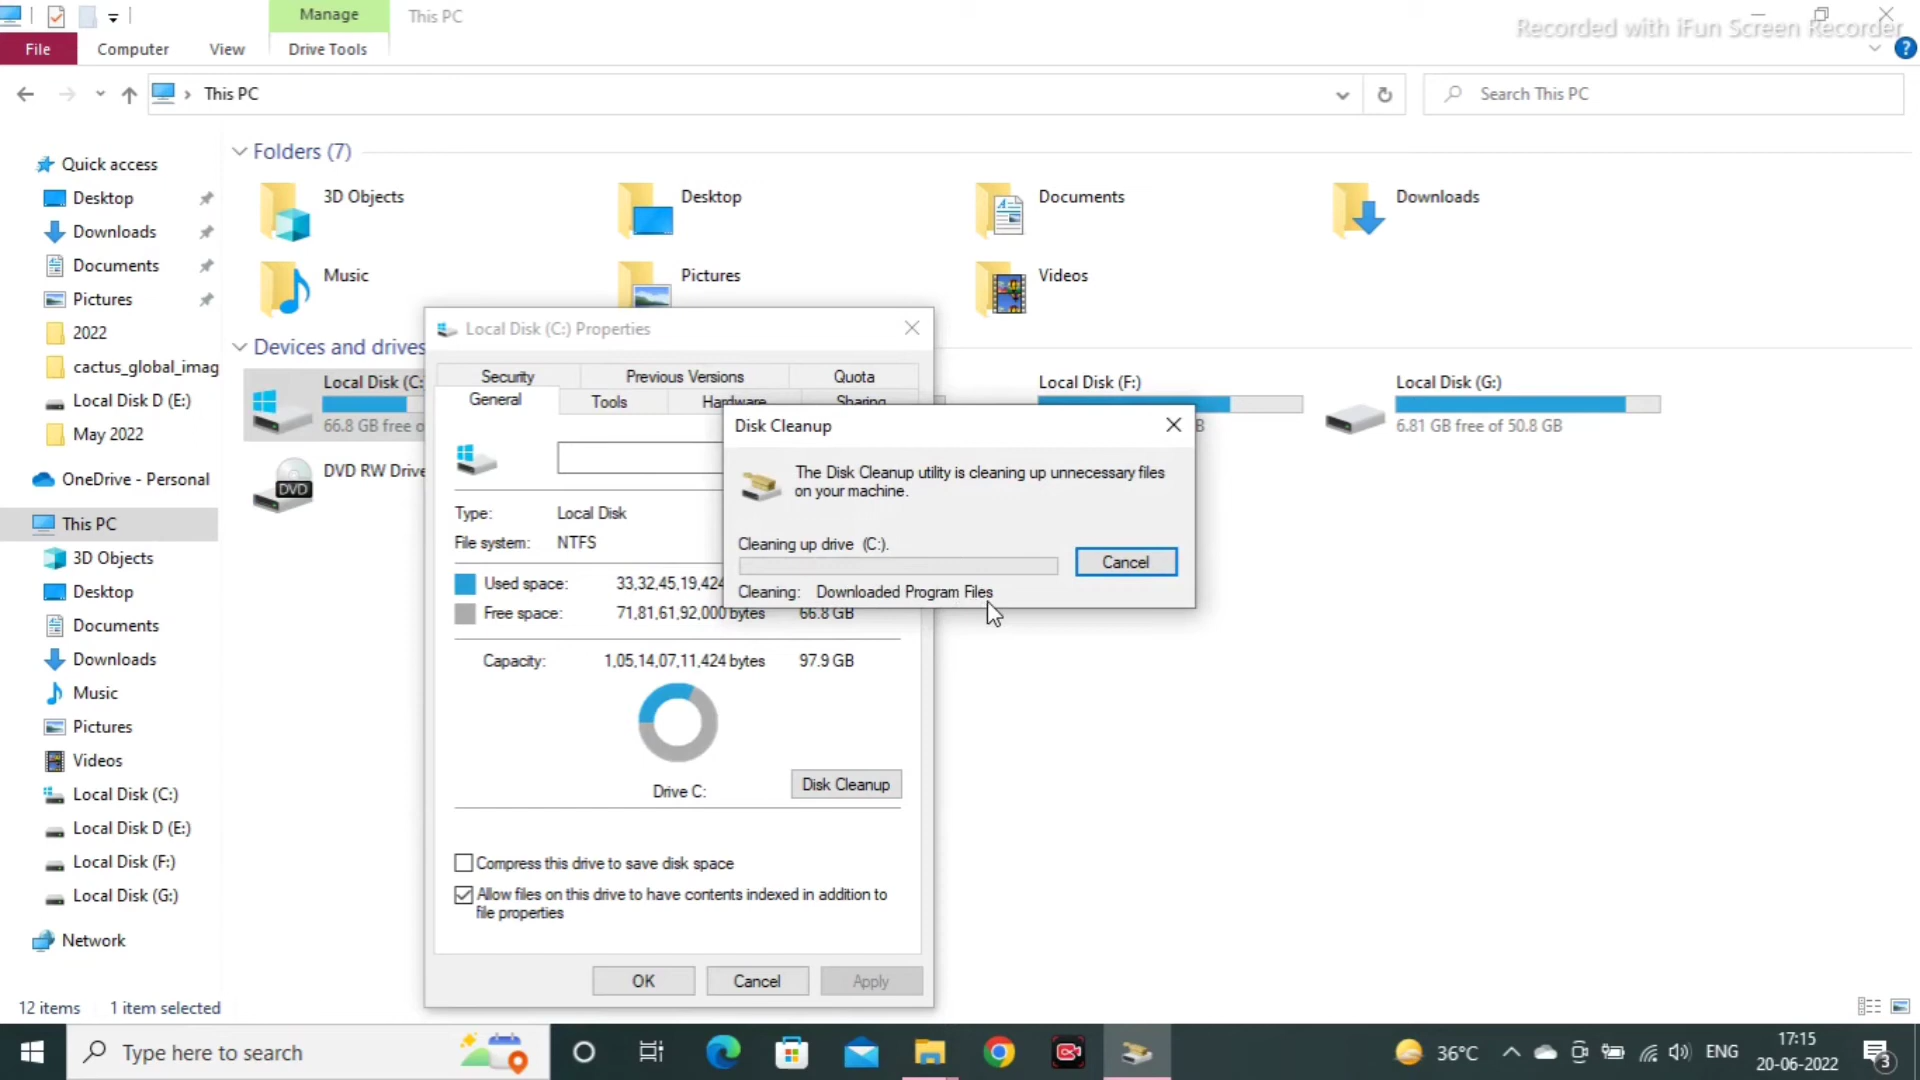 Manage
This PC
Recorded with iFun Screen Recorder
File
Computer
View
Drive Tools
This PC
Search This PC
Quick access
Desktop
Downloads
Documents
Pictures
2022
cactus_global_imag
Local Disk D (E:)
May 2022
OneDrive - Personal
This PC
3D Objects
Desktop
Documents
Downloads
Music
Pictures
Videos
Local Disk (C:)
Local Disk D (E:)
Local Disk (F:)
Local Disk (G:)
Network
Folders (7)
3D Objects
Desktop
Documents
Downloads
Music
Pictures
Videos
Devices and drives
Local Disk (C:
66.8 GB free o
DVD RW Drive
DVD
Local Disk (F:)
B
Local Disk (G:)
6.81 GB free of 50.8 GB
Local Disk (C:) Properties
Security
Previous Versions
Quota
General
Tools
Hardware
Sharing
Type: Local Disk
File system: NTFS
Used space: 33,32,45,19,424
Free space: 71,81,61,92,000 bytes 66.8 GB
Capacity: 1,05,14,07,11,424 bytes 97.9 GB
Drive C:
Disk Cleanup
Compress this drive to save disk space
Allow files on this drive to have contents indexed in addition to
file properties
OK
Cancel
Apply
Disk Cleanup
The Disk Cleanup utility is cleaning up unnecessary files
on your machine.
Cleaning up drive (C:).
Cancel
Cleaning: Downloaded Program Files
12 items
1 item selected
Type here to search
36°C
ENG
17:15
20-06-2022
3